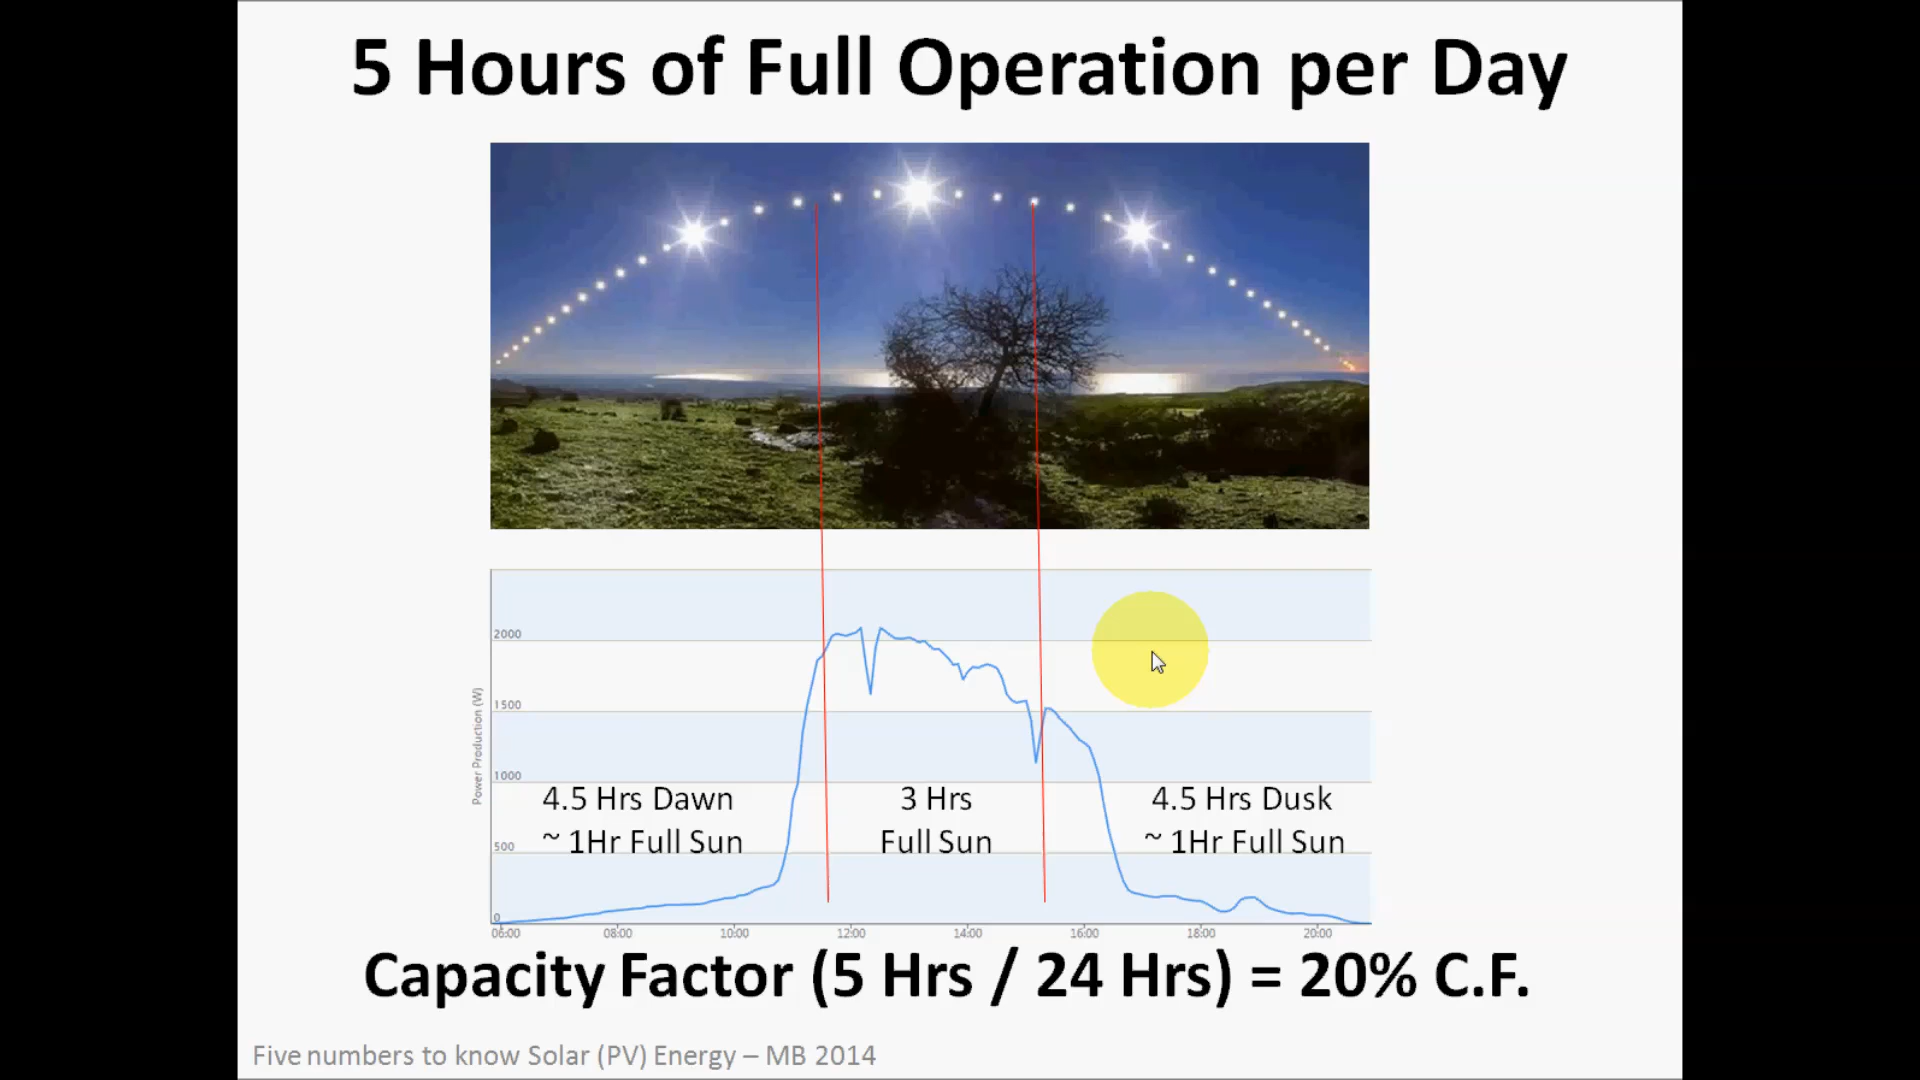 5 Hours of Full Operation per Day
2000
1500
1000
500
0
Power Production (W)
4.5 Hrs Dawn
~ 1Hr Full Sun
3 Hrs
Full Sun
4.5 Hrs Dusk
~ 1Hr Full Sun
06:00 08:00 10:00 12:00 14:00 16:00 18:00 20:00
Capacity Factor (5 Hrs / 24 Hrs) = 20% C.F.
Five numbers to know Solar (PV) Energy – MB 2014